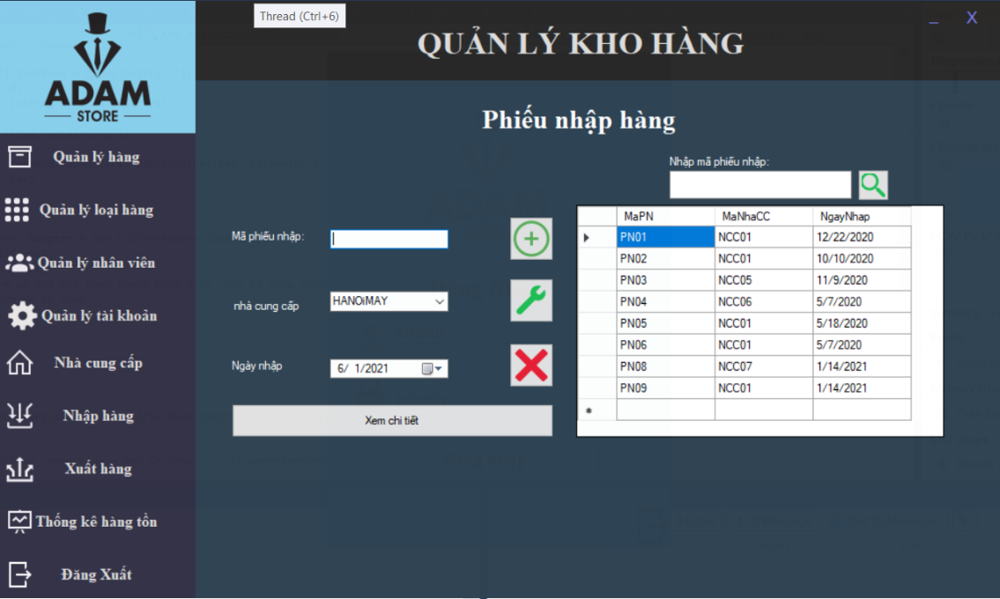 Thread (Ctrl+6)
_ X
QUẢN LÝ KHO HÀNG
ADAM
STORE
Phiếu nhập hàng
Quản lý hàng
Quản lý loại hàng
Quản lý nhân viên
Quản lý tài khoản
Nhà cung cấp
Nhập hàng
Xuất hàng
Thống kê hàng tồn
Đăng Xuất
Nhập mã phiếu nhập:
Mã phiếu nhập:
nhà cung cấp
HANOiMAY
Ngày nhập
6/ 1/2021
Xem chi tiết
MaPN MaNhaCC NgayNhap
PN01 NCC01 12/22/2020
PN02 NCC01 10/10/2020
PN03 NCC05 11/9/2020
PN04 NCC06 5/7/2020
PN05 NCC01 5/18/2020
PN06 NCC01 5/7/2020
PN08 NCC07 1/14/2021
PN09 NCC01 1/14/2021